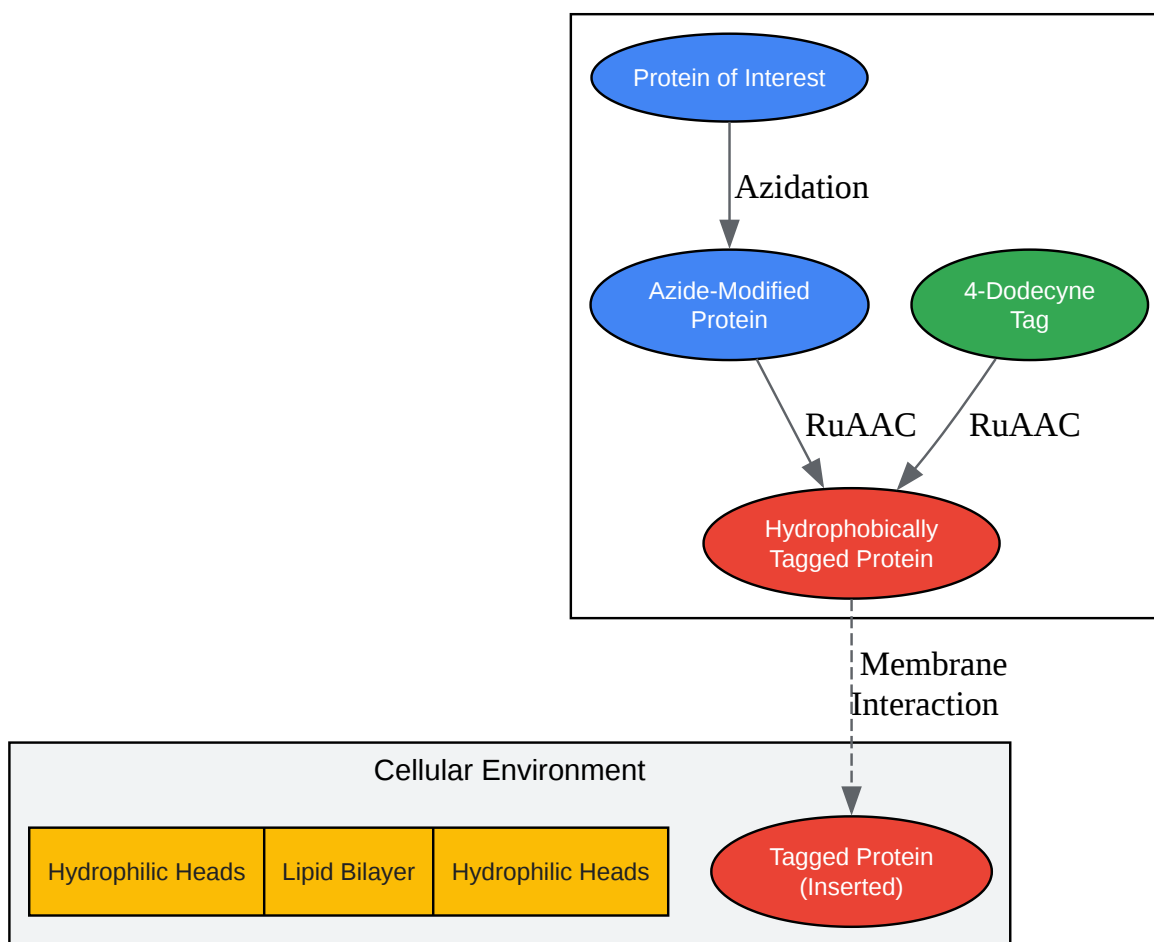 Protein of Interest
Azidation
Azide-Modified
Protein
4-Dodecyne
Tag
RuAAC
RuAAC
Hydrophobically
Tagged Protein
Membrane
Interaction
Cellular Environment
Hydrophilic Heads
Lipid Bilayer
Hydrophilic Heads
Tagged Protein
(Inserted)